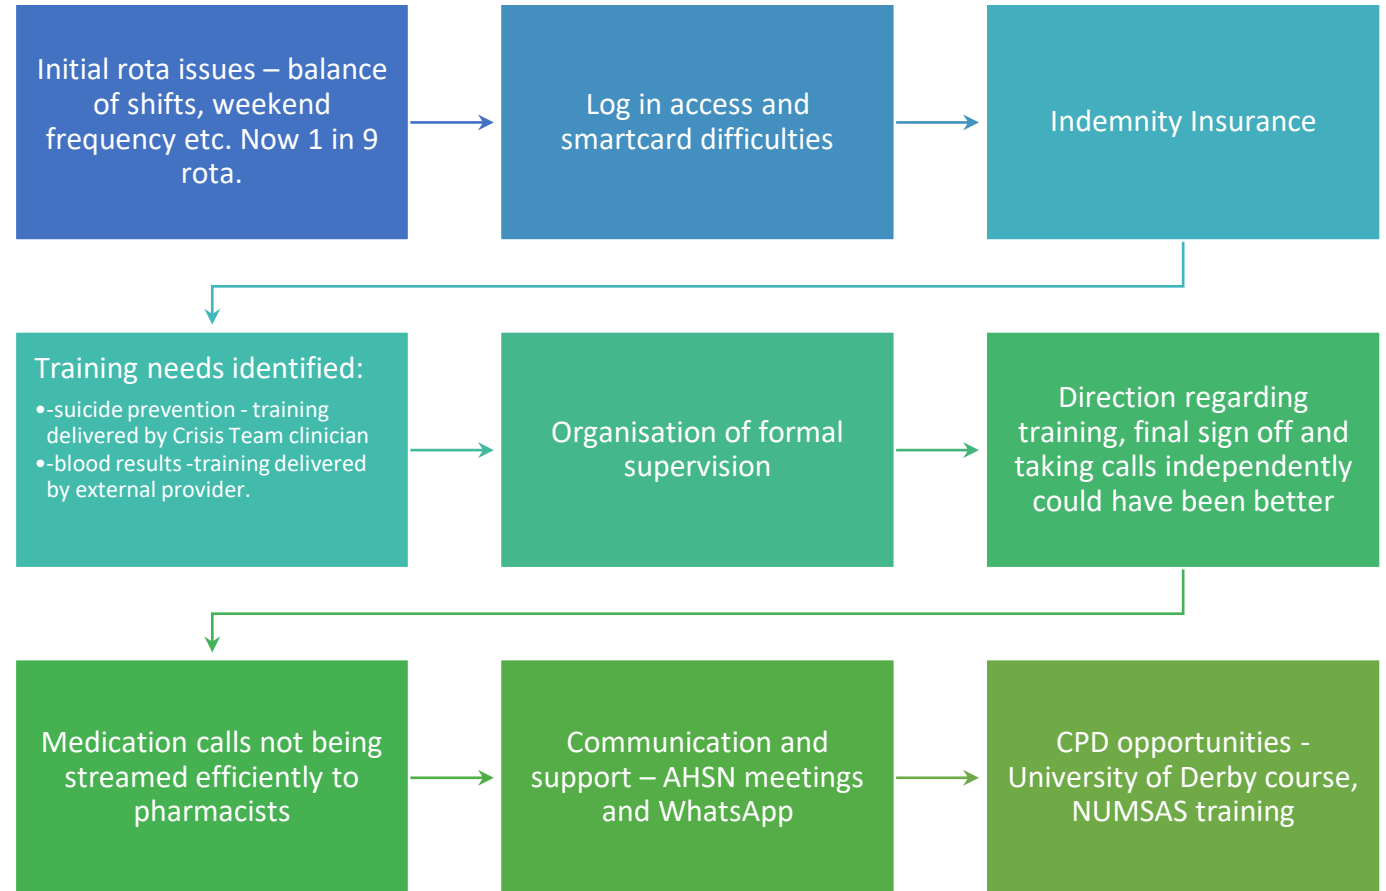 Initial rota issues – balance
of shifts, weekend
frequency etc. Now 1 in 9
rota.
Log in access and
smartcard difficulties
Indemnity Insurance
Training needs identified:
•-suicide prevention - training
delivered by Crisis Team clinician
•-blood results -training delivered
by external provider.
Organisation of formal
supervision
Direction regarding
training, final sign off and
taking calls independently
could have been better
Medication calls not being
streamed efficiently to
pharmacists
Communication and
support – AHSN meetings
and WhatsApp
CPD opportunities -
University of Derby course,
NUMSAS training